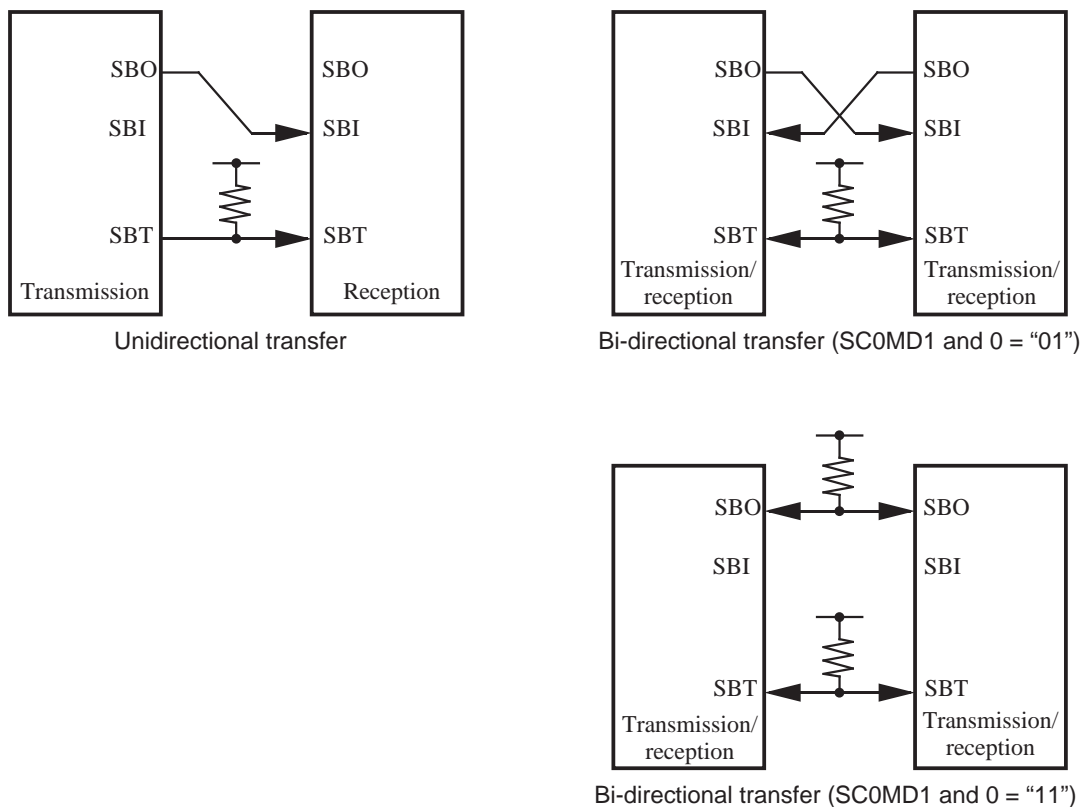 SBO
SBI
SBT
Transmission
SBO
SBI
SBT
Reception
Unidirectional transfer
SBO
SBI
SBT
Transmission/
reception
SBO
SBI
SBT
Transmission/
reception
Bi-directional transfer (SC0MD1 and 0 = “01”)
SBO
SBI
SBT
Transmission/
reception
SBO
SBI
SBT
Transmission/
reception
Bi-directional transfer (SC0MD1 and 0 = “11”)